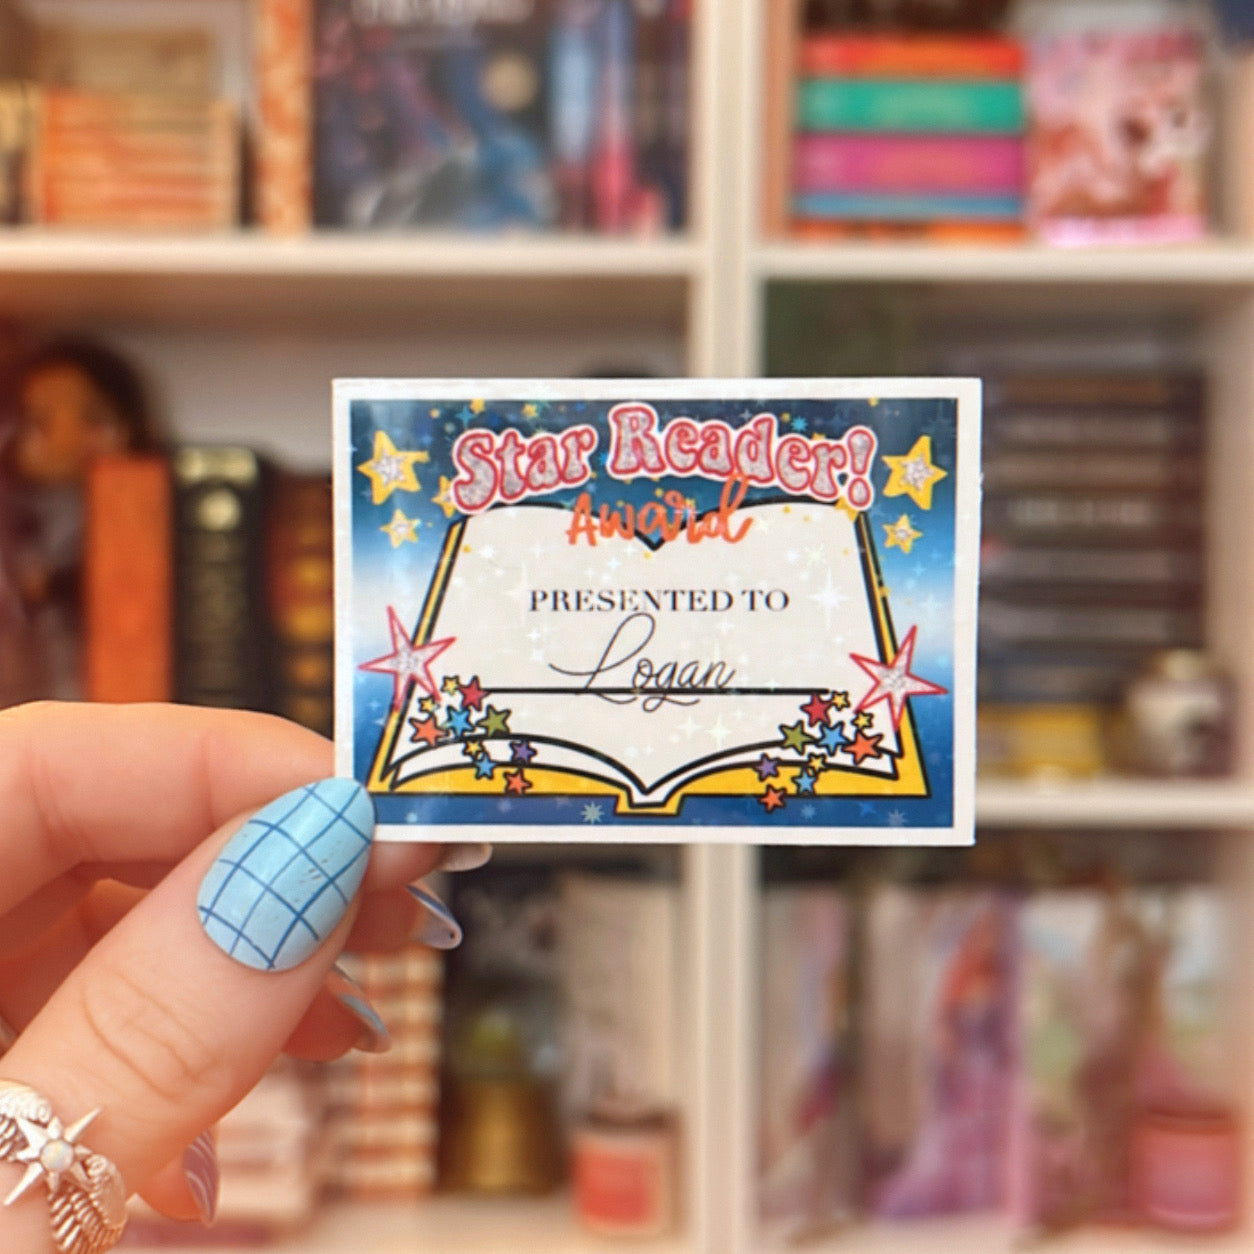 Star Reader!
Award
PRESENTED TO
Logan